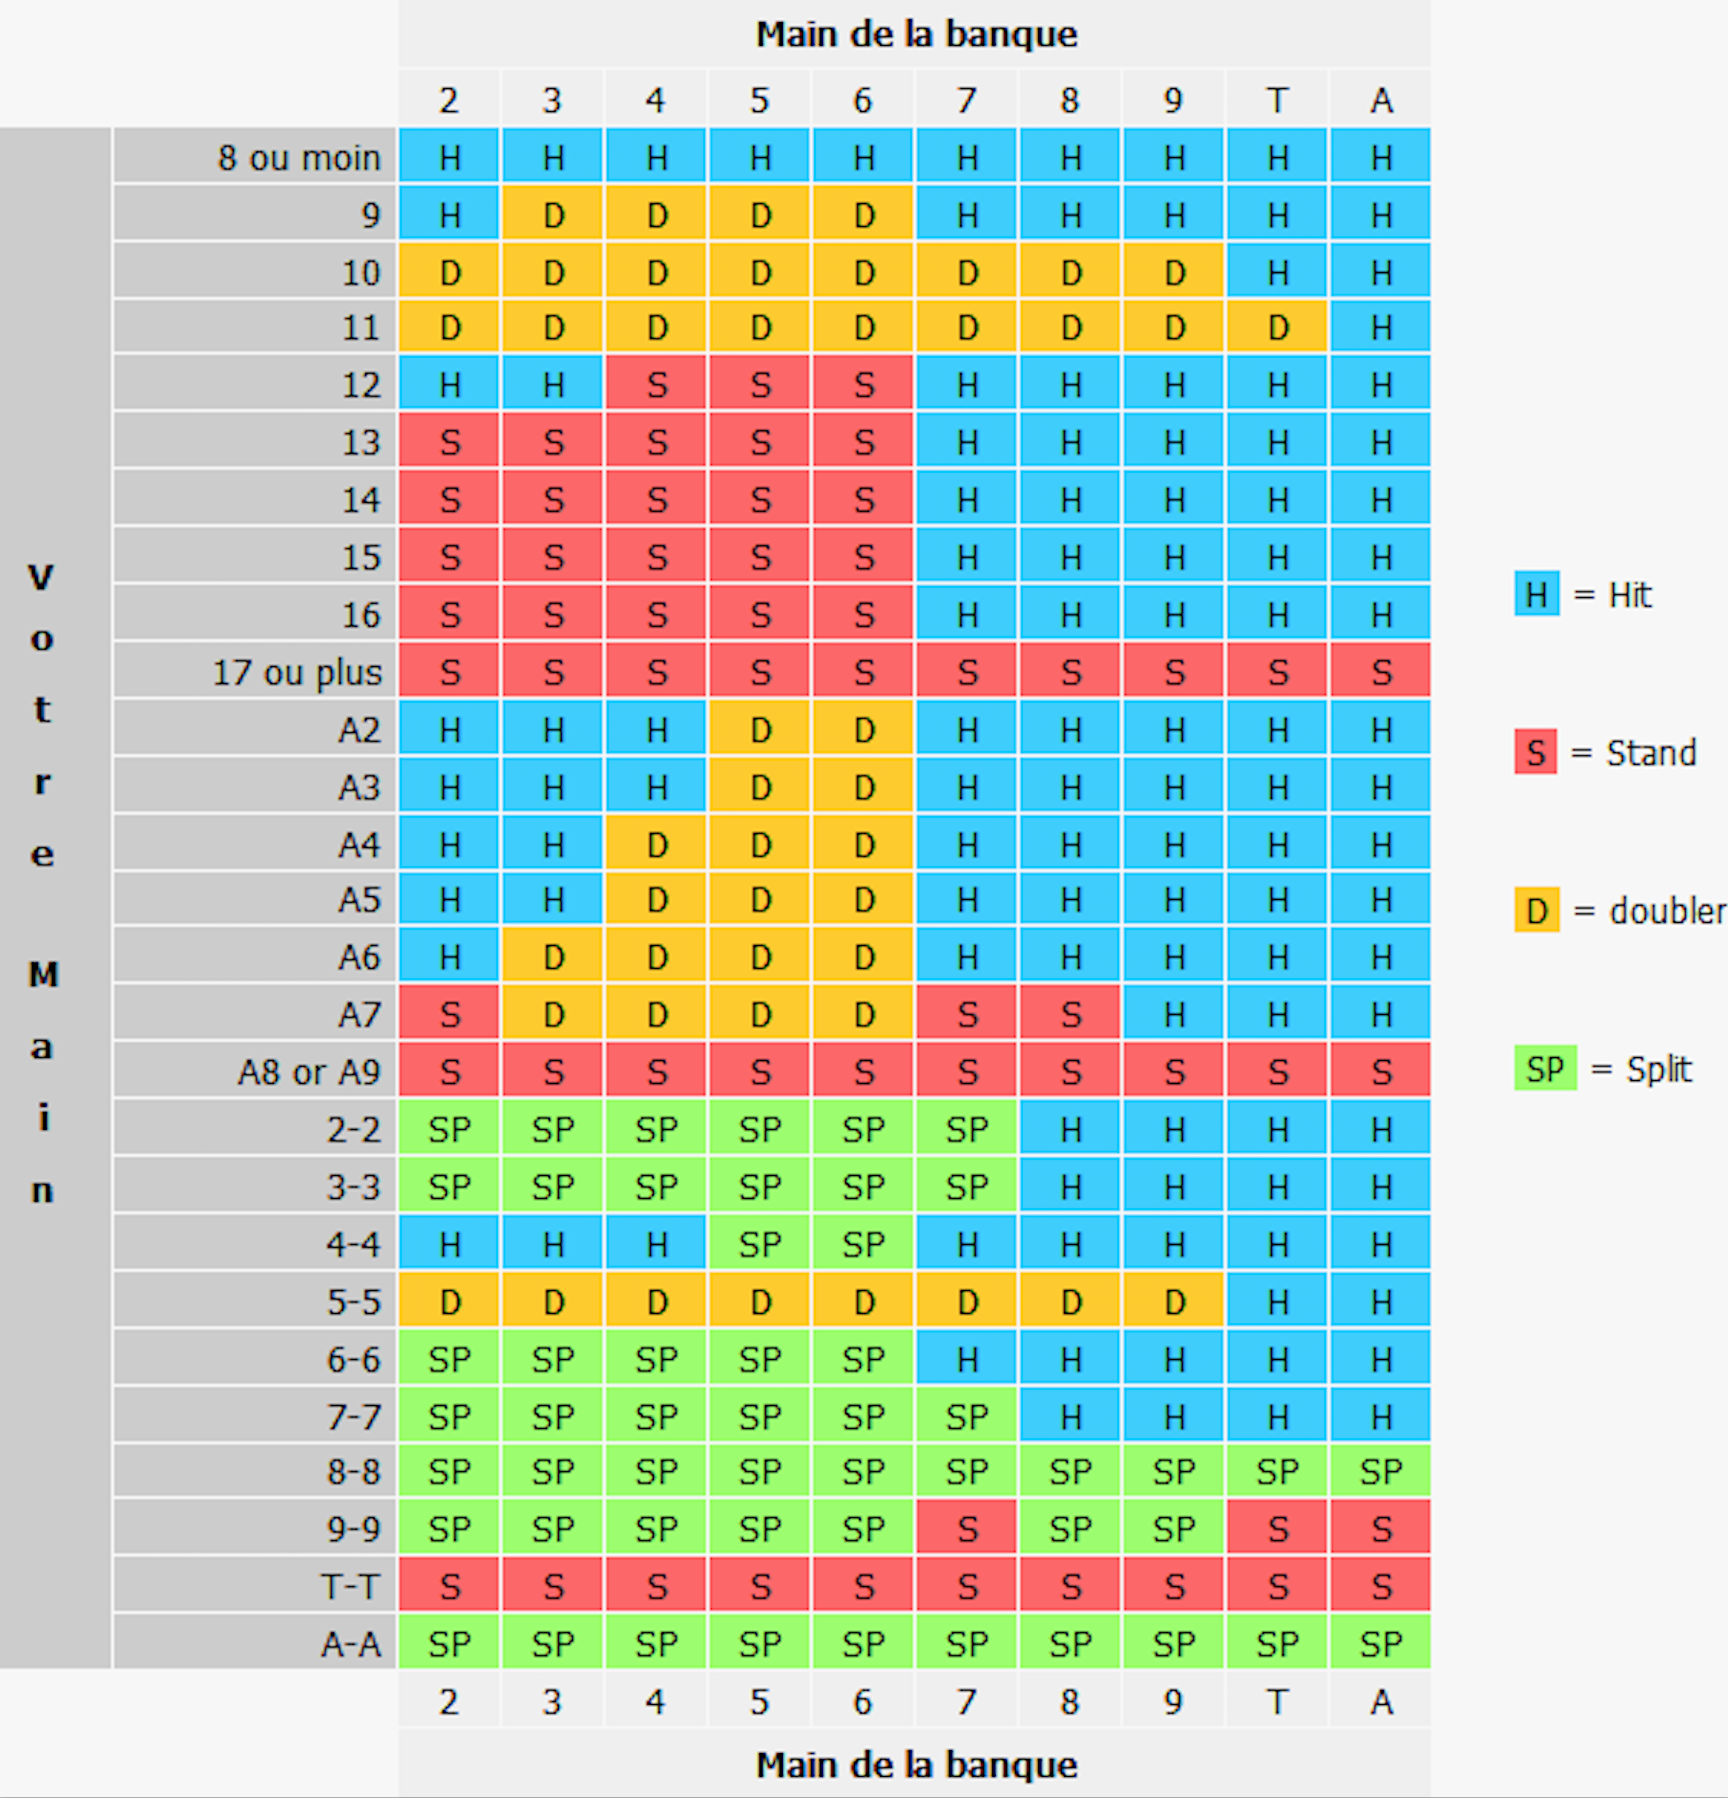 Main de la banque
2 3 4 5 6 7 8 9 T A
8 ou moin H H H H H H H H H H
9 H D D D D H H H H H
10 D D D D D D D D H H
11 D D D D D D D D D H
12 H H S S S H H H H H
13 S S S S S H H H H H
14 S S S S S H H H H H
15 S S S S S H H H H H
16 S S S S S H H H H H
17 ou plus S S S S S S S S S S
A2 H H H D D H H H H H
A3 H H H D D H H H H H
A4 H H D D D H H H H H
A5 H H D D D H H H H H
A6 H D D D D H H H H H
A7 S D D D D S S H H H
A8 or A9 S S S S S S S S S S
2-2 SP SP SP SP SP SP H H H H
3-3 SP SP SP SP SP SP H H H H
4-4 H H H SP SP H H H H H
5-5 D D D D D D D D H H
6-6 SP SP SP SP SP H H H H H
7-7 SP SP SP SP SP SP H H H H
8-8 SP SP SP SP SP SP SP SP SP SP
9-9 SP SP SP SP SP S SP SP S S
T-T S S S S S S S S S S
A-A SP SP SP SP SP SP SP SP SP SP
2 3 4 5 6 7 8 9 T A
Main de la banque
Votre Main
H = Hit
S = Stand
D = doubler
SP = Split